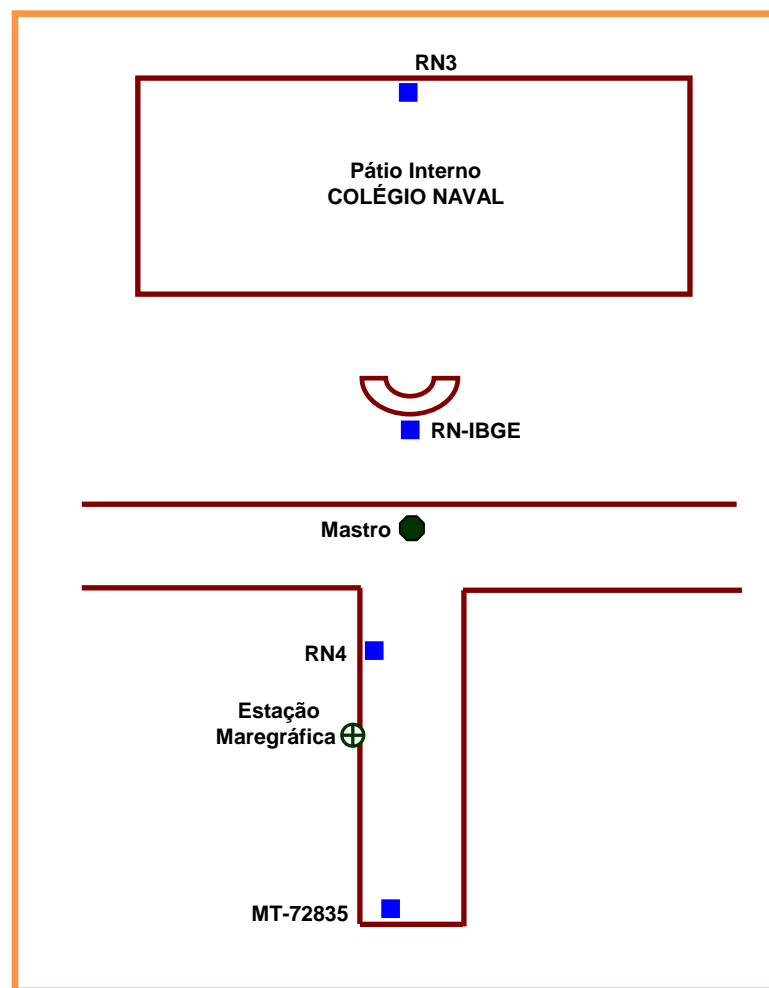 RN3
Pátio Interno
COLÉGIO NAVAL
RN-IBGE
Mastro
RN4
Estação
Maregráfica
MT-72835